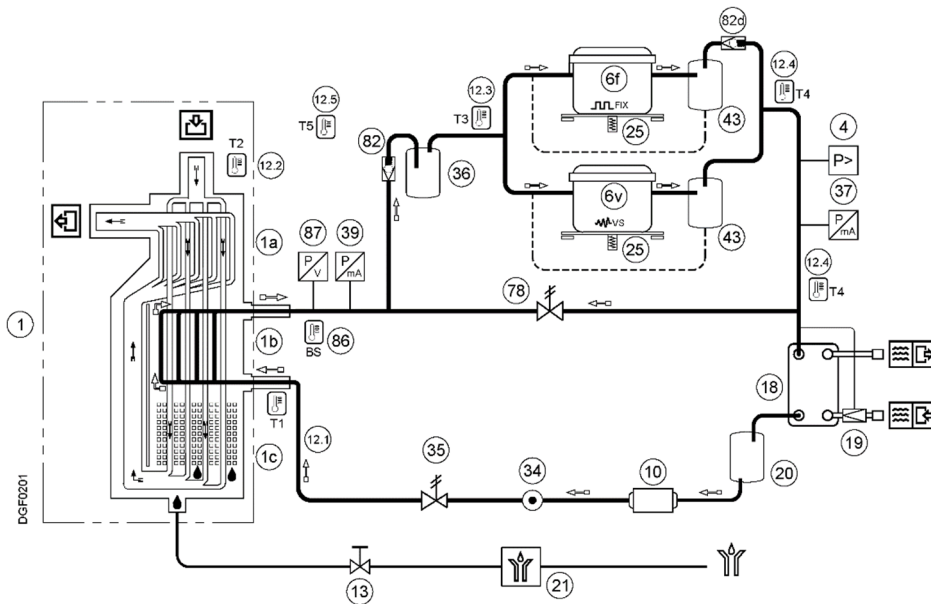 82d
12.4
T4
6f
FIX
25
43
12.3
T3
12.5
T5
82
36
4
P>
37
P
mA
T2
12.2
6v
VS
25
43
1a
87
39
P
V
P
mA
12.4
T4
78
1
1b
BS
86
18
T1
19
1c
12.1
35
34
10
20
DGF0201
13
21